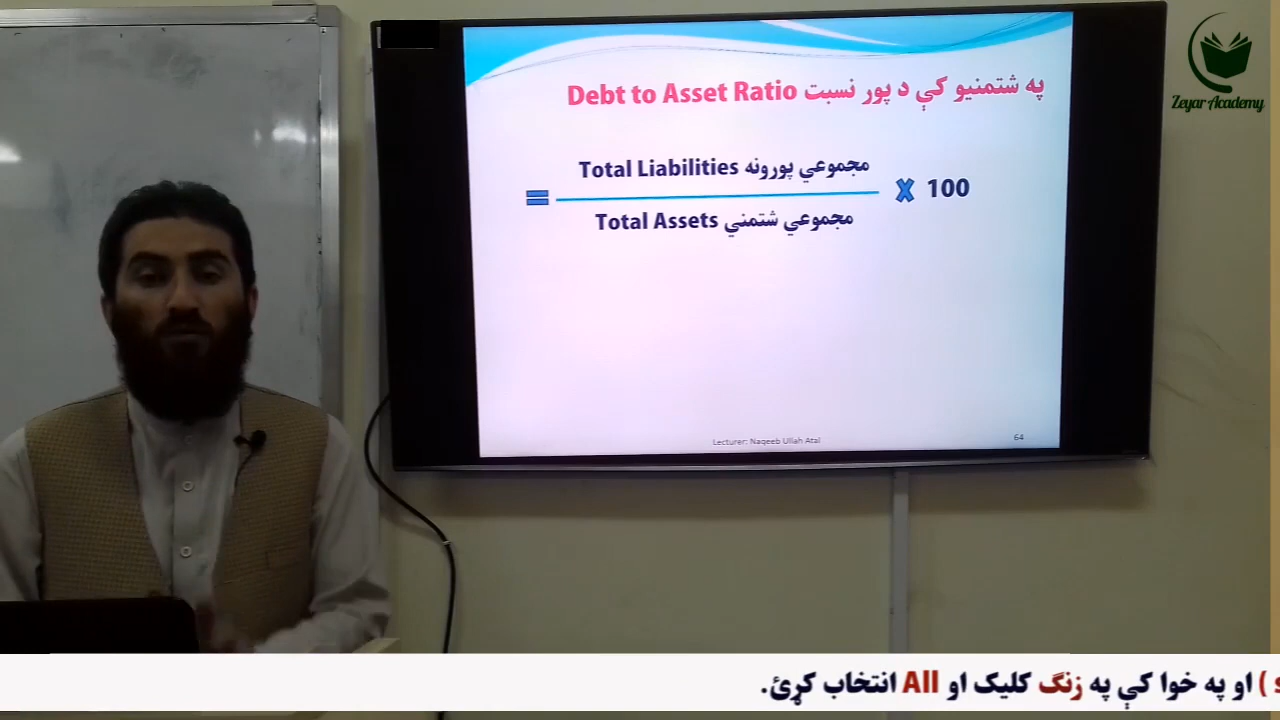 په شتمنيو کې د پور نسبت Debt to Asset Ratio
مجموعي پورونه Total Liabilities
= X 100
مجموعي شتمني Total Assets
Lecturer: Naqeeb Ullah Atal
64
Zeyar Academy
) او په خوا کې په زنګ کليک او All انتخاب کړئ.